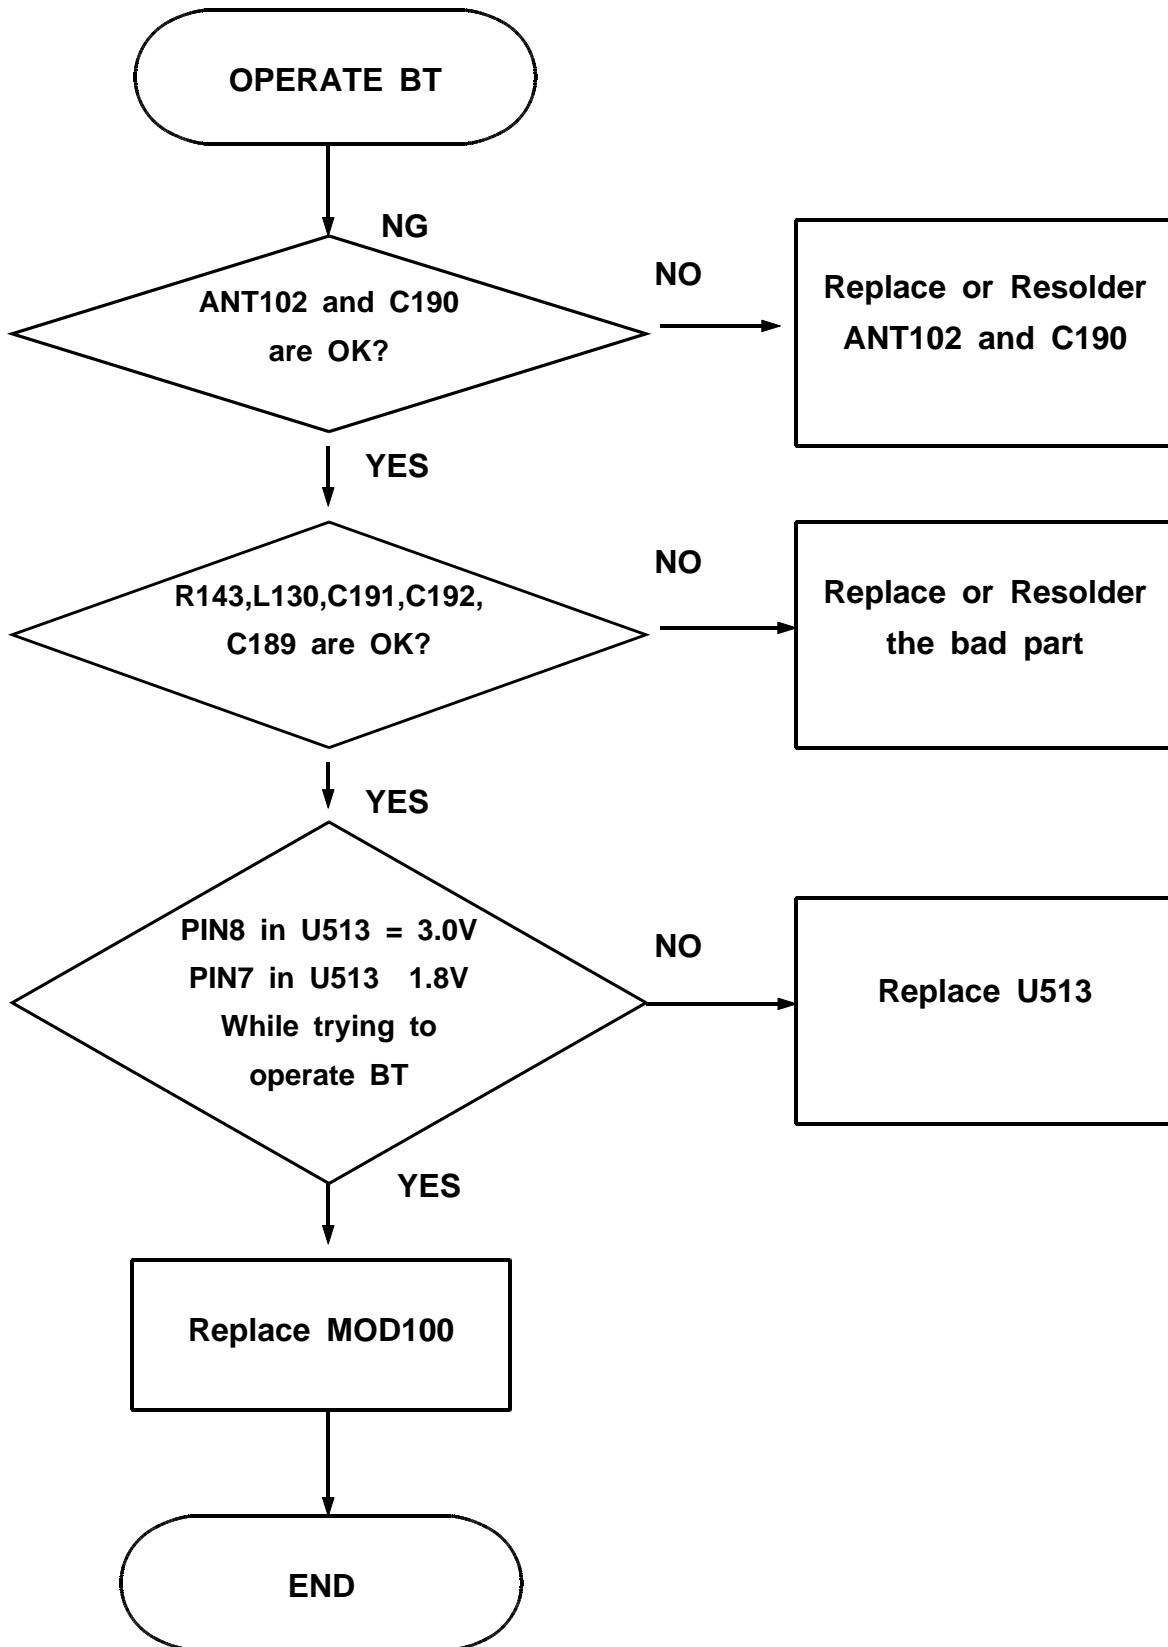 OPERATE BT
NG
ANT102 and C190
are OK?
NO
Replace or Resolder
ANT102 and C190
YES
R143,L130,C191,C192,
C189 are OK?
NO
Replace or Resolder
the bad part
YES
PIN8 in U513 = 3.0V
PIN7 in U513 1.8V
While trying to
operate BT
NO
Replace U513
YES
Replace MOD100
END